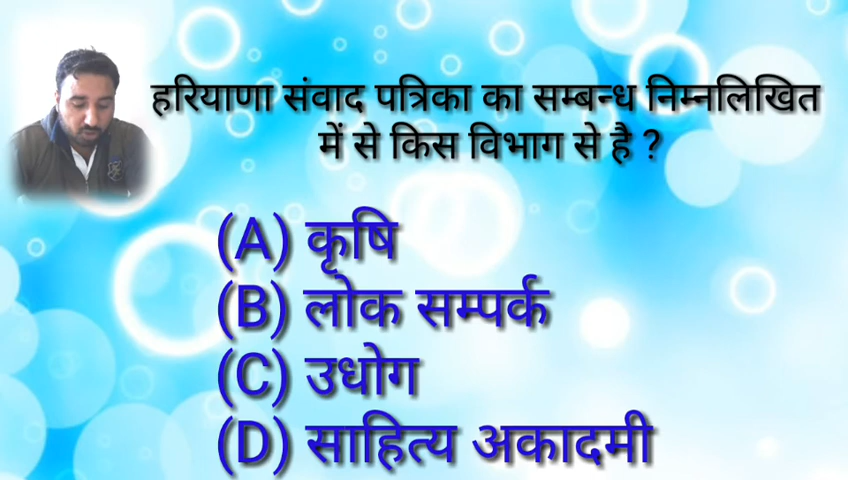 हरियाणा संवाद पत्रिका का सम्बन्ध निम्नलिखित
में से किस विभाग से है ?
(A) कृषि
(B) लोक सम्पर्क
(C) उधोग
(D) साहित्य अकादमी